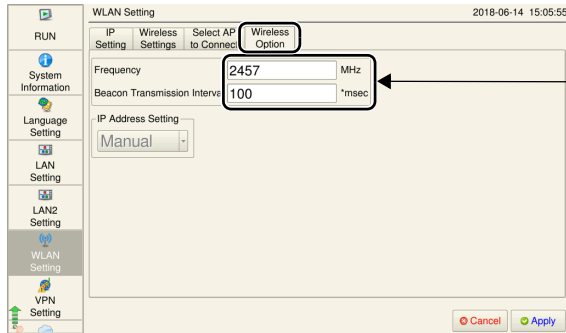 WLAN Setting
2018-06-14 15:05:55
RUN
System
Information
Language
Setting
LAN
Setting
LAN2
Setting
WLAN
Setting
VPN
Setting
IP
Setting
Wireless
Settings
Select AP
to Connect
Wireless
Option
Frequency 2457 MHz
Beacon Transmission Interva 100 *msec
IP Address Setting
Manual
Cancel
Apply